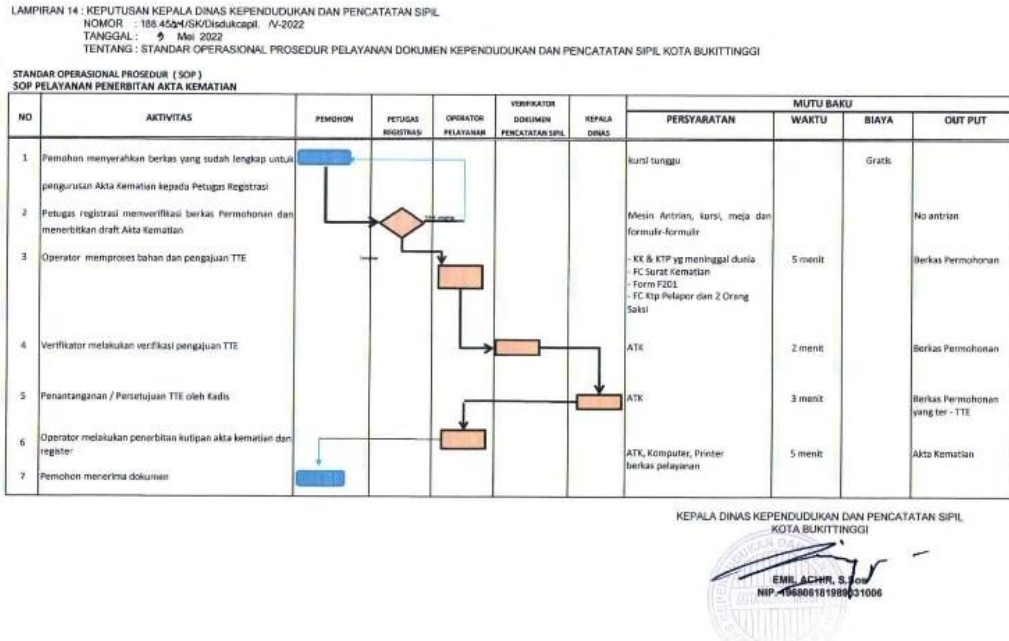 LAMPIRAN 14 : KEPUTUSAN KEPALA DINAS KEPENDUDUKAN DAN PENCATATAN SIPIL
NOMOR : /SK/Disdukcapil. /V-2022
TANGGAL : 9 Mei 2022
TENTANG : STANDAR OPERASIONAL PROSEDUR PELAYANAN DOKUMEN KEPENDUDUKAN DAN PENCATATAN SIPIL KOTA BUKITTINGGI
STANDAR OPERASIONAL PROSEDUR ( SOP )
SOP PELAYANAN PENERBITAN AKTA KEMATIAN
NO
AKTIVITAS
PEMOHON
PETUGAS
REGISTRASI
OPERATOR
PELAYANAN
VERIFIKATOR
DOKUMEN
PENCATATAN SIPIL
KEPALA
DINAS
MUTU BAKU
PERSYARATAN
WAKTU
BIAYA
OUT PUT
1
Pemohon menyerahkan berkas yang sudah lengkap untuk
pengurusan Akta Kematian kepada Petugas Registrasi
kursi tunggu
Gratis
2
Petugas registrasi memverifikasi berkas Permohonan dan
menerbitkan draft Akta Kematian
Mesin Antrian, kursi, meja dan
formulir-formulir
No antrian
3
Operator memproses bahan dan pengajuan TTE
- KK & KTP yg meninggal dunia
- FC Surat Kematian
- Form F201
- FC Ktp Pelapor dan 2 Orang
Saksi
5 menit
Berkas Permohonan
4
Verifikator melakukan verifikasi pengajuan TTE
ATK
2 menit
Berkas Permohonan
5
Penantanganan / Persetujuan TTE oleh Kadis
ATK
3 menit
Berkas Permohonan
yang ter - TTE
6
Operator melakukan penerbitan kutipan akta kematian dan
register
ATK, Komputer, Printer
berkas pelayanan
5 menit
Akta Kematian
7
Pemohon menerima dokumen
KEPALA DINAS KEPENDUDUKAN DAN PENCATATAN SIPIL
KOTA BUKITTINGGI
EMIL ACHIR, S.Sos
NIP. 196806181989031006